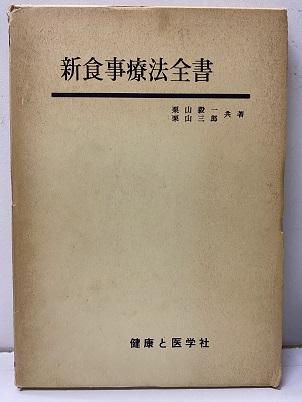 新食事療法全書
栗山毅一
栗山三郎 共著
健康と医学社